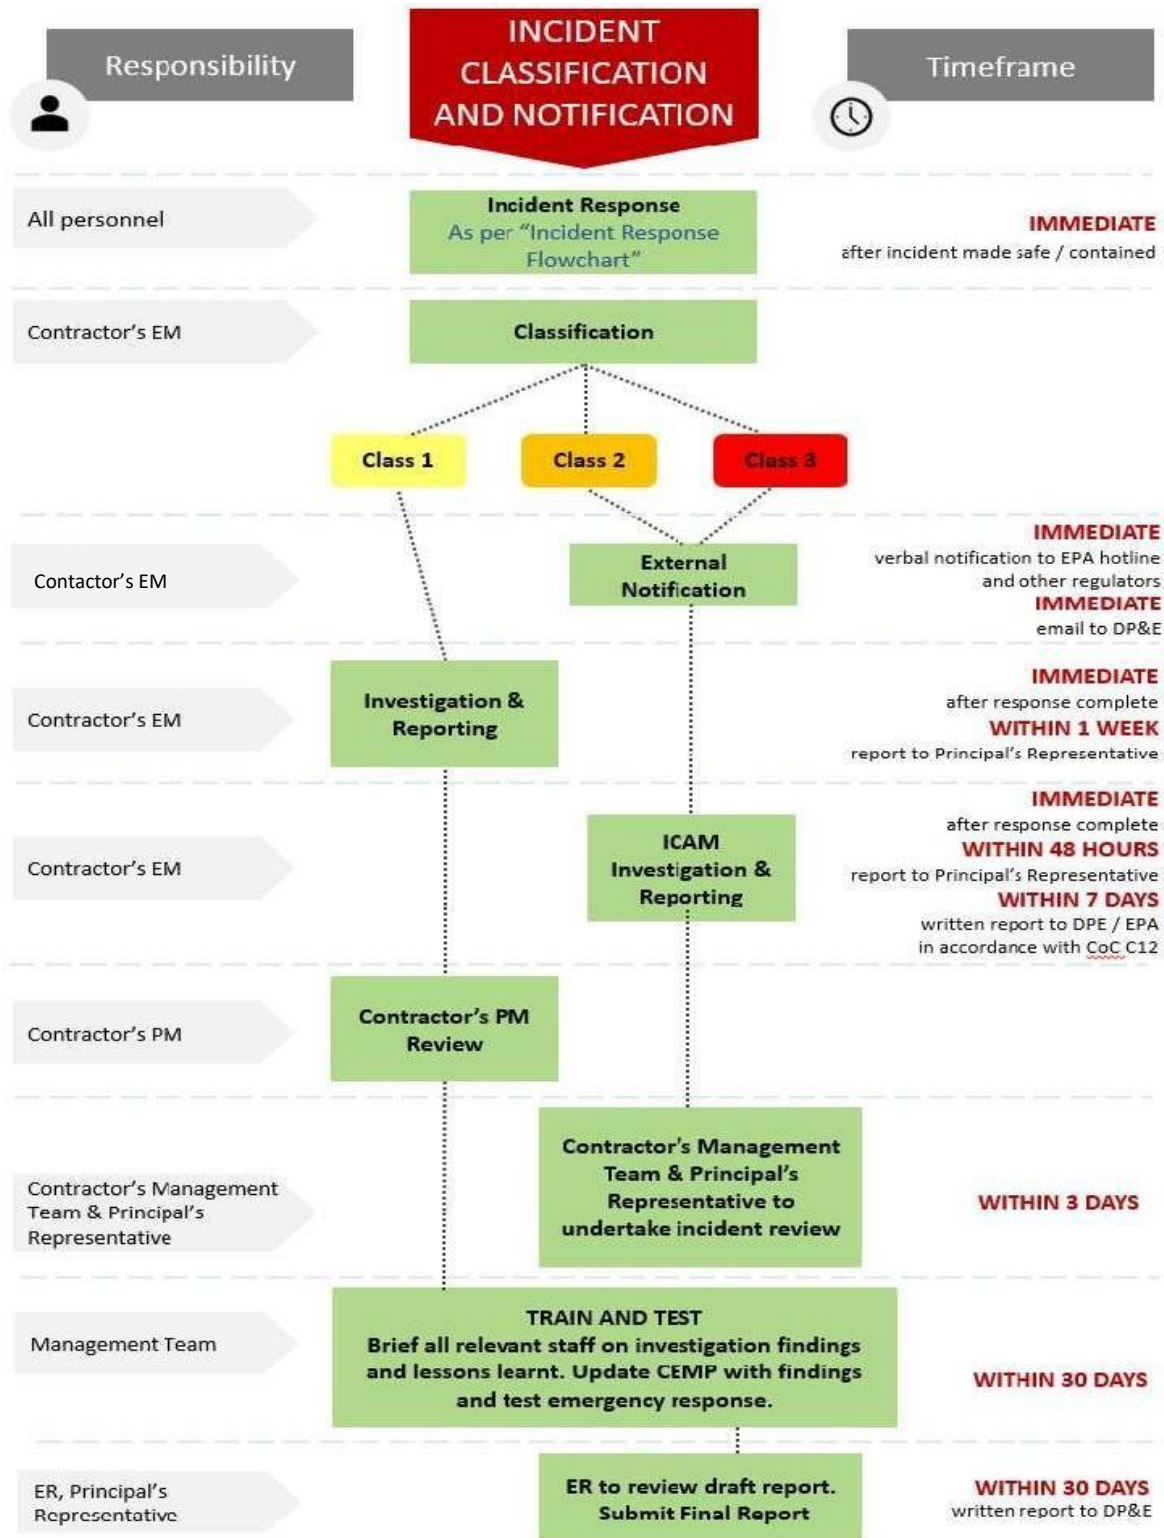 Responsibility
INCIDENT
CLASSIFICATION
AND NOTIFICATION
Timeframe
All personnel
Incident Response
As per “Incident Response
Flowchart”
IMMEDIATE
after incident made safe / contained
Contractor’s EM
Classification
Class 1
Class 2
Class 3
Contactor’s EM
External
Notification
IMMEDIATE
verbal notification to EPA hotline
and other regulators
IMMEDIATE
email to DP&E
Contractor’s EM
Investigation &
Reporting
IMMEDIATE
after response complete
WITHIN 1 WEEK
report to Principal’s Representative
Contractor’s EM
ICAM
Investigation &
Reporting
IMMEDIATE
after response complete
WITHIN 48 HOURS
report to Principal’s Representative
WITHIN 7 DAYS
written report to DPE / EPA
in accordance with CoC C12
Contractor’s PM
Contractor’s PM
Review
Contractor’s Management
Team & Principal’s
Representative
Contractor’s Management
Team & Principal’s
Representative to
undertake incident review
WITHIN 3 DAYS
Management Team
TRAIN AND TEST
Brief all relevant staff on investigation findings
and lessons learnt. Update CEMP with findings
and test emergency response.
WITHIN 30 DAYS
ER, Principal’s
Representative
ER to review draft report.
Submit Final Report
WITHIN 30 DAYS
written report to DP&E